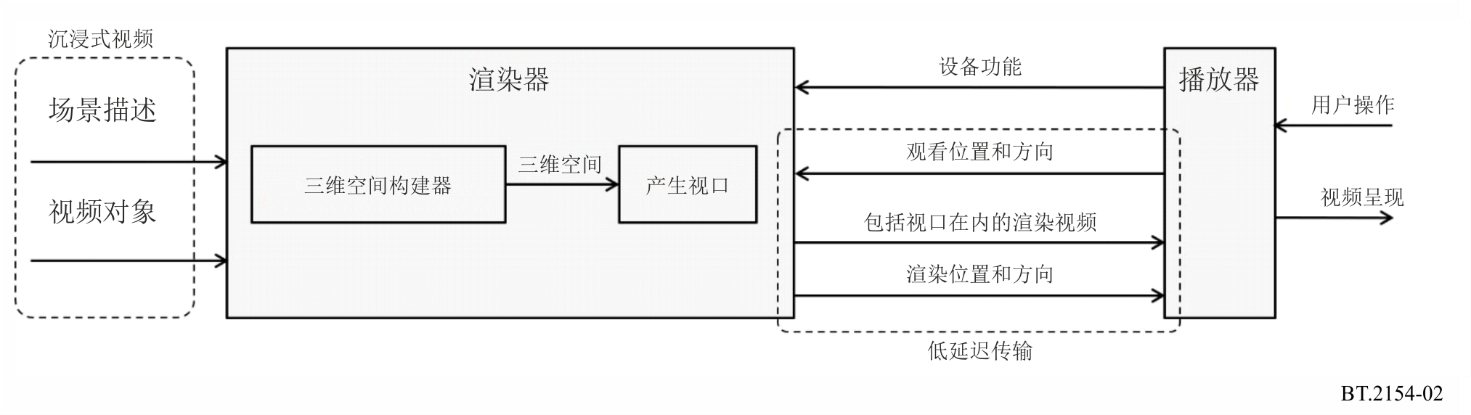 沉浸式视频
场景描述
视频对象
渲染器
三维空间构建器
三维空间
产生视口
设备功能
观看位置和方向
包括视口在内的渲染视频
渲染位置和方向
低延迟传输
播放器
用户操作
视频呈现
BT.2154-02